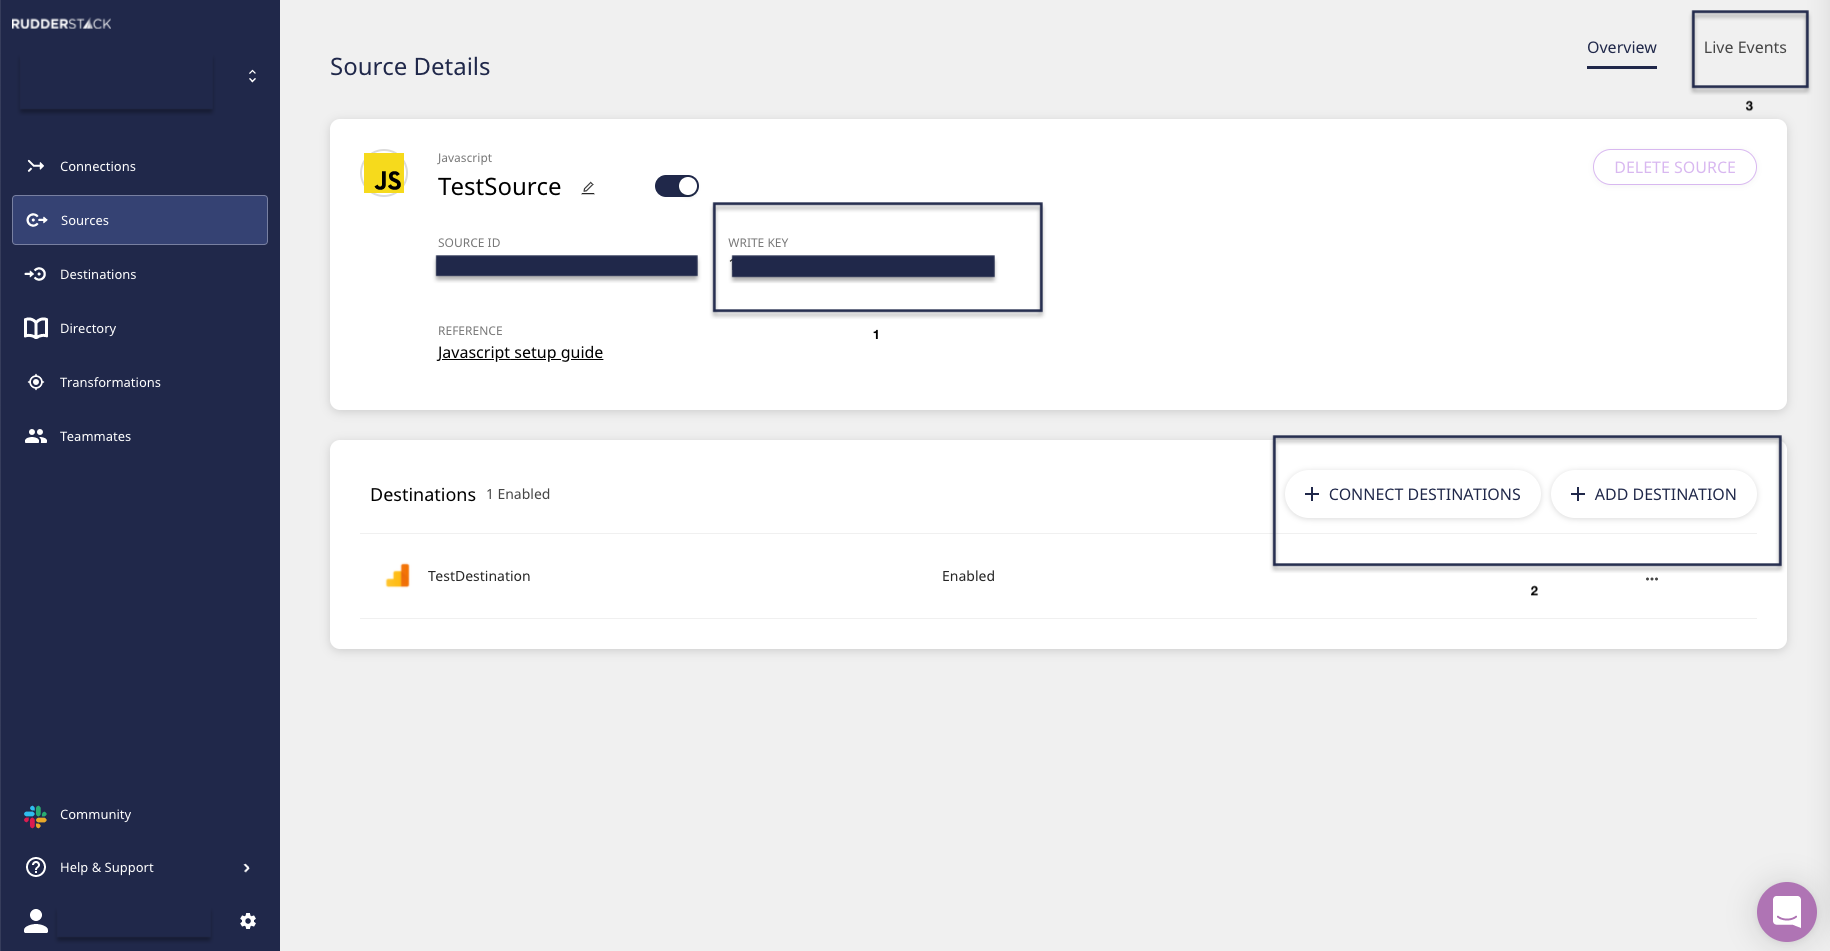 RUDDERSTACK
Connections
Sources
Destinations
Directory
Transformations
Teammates
Community
Help & Support
Source Details
Overview
Live Events
3
Javascript
TestSource
DELETE SOURCE
SOURCE ID
WRITE KEY
1
REFERENCE
Javascript setup guide
Destinations 1 Enabled
+ CONNECT DESTINATIONS
+ ADD DESTINATION
TestDestination
Enabled
...
2
JS